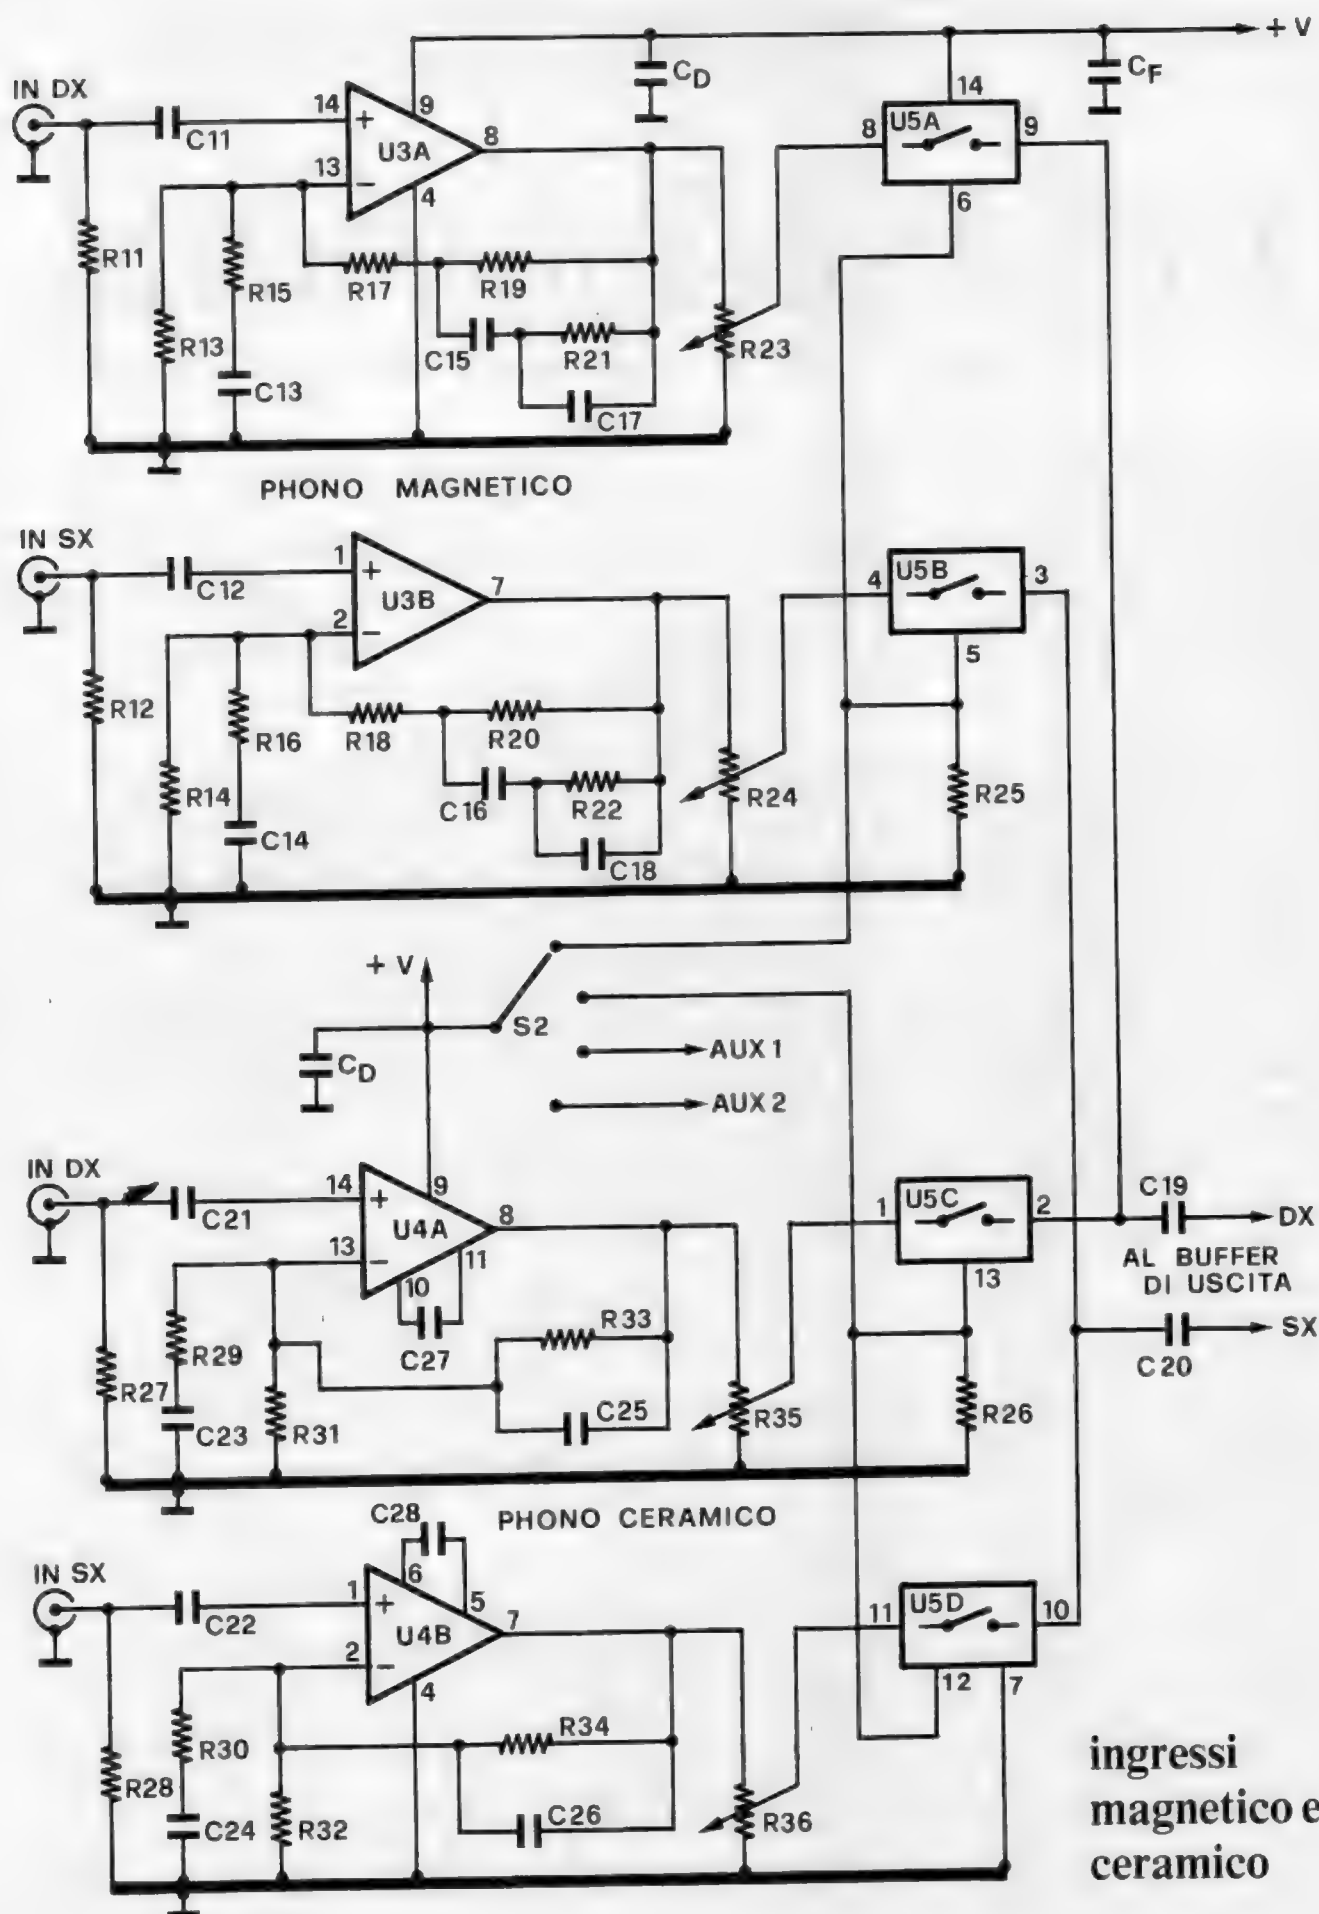 + V
CD
CF
IN DX
C11
14
+
9
U3A
8
13
−
4
8
U5A
14
9
6
R11
R13
R15
C13
R17
R19
C15
R21
C17
R23
PHONO MAGNETICO
IN SX
C12
1
+
U3B
7
2
−
4
U5B
3
5
R12
R14
R16
C14
R18
R20
C16
R22
C18
R24
R25
+ V
S2
CD
AUX 1
AUX 2
IN DX
C21
14
+
9
U4A
8
13
−
10
11
C27
1
U5C
2
13
C19
DX
AL BUFFER
DI USCITA
SX
C20
R27
R29
C23
R31
R33
C25
R35
R26
PHONO CERAMICO
C28
IN SX
C22
1
+
6
5
U4B
7
2
−
4
11
U5D
10
12
7
R28
R30
C24
R32
R34
C26
R36
ingressi
magnetico e
ceramico